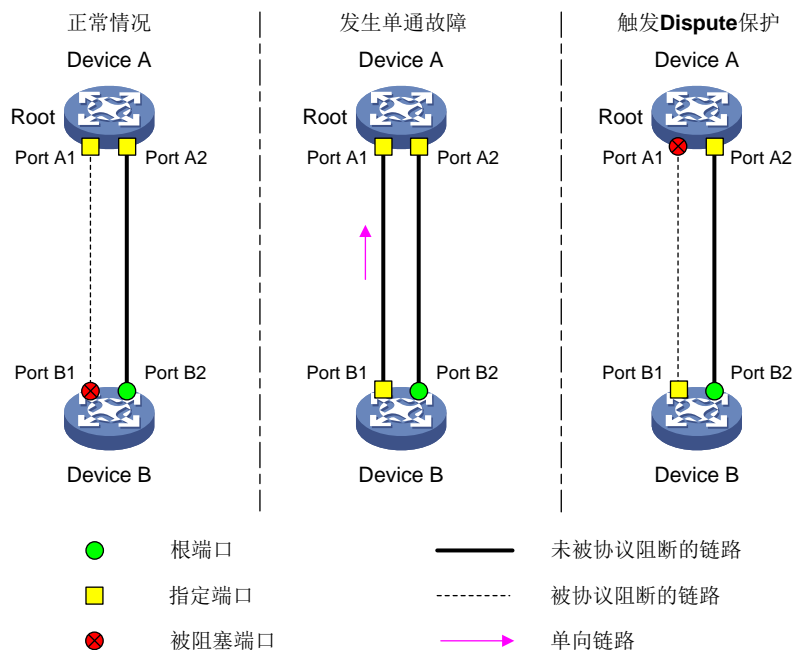 正常情况
发生单通故障
触发Dispute保护
Device A
Device A
Device A
Root
Root
Root
Port A1
Port A2
Port A1
Port A2
Port A1
Port A2
Port B1
Port B2
Port B1
Port B2
Port B1
Port B2
Device B
Device B
Device B
根端口
未被协议阻断的链路
指定端口
被协议阻断的链路
被阻塞端口
单向链路